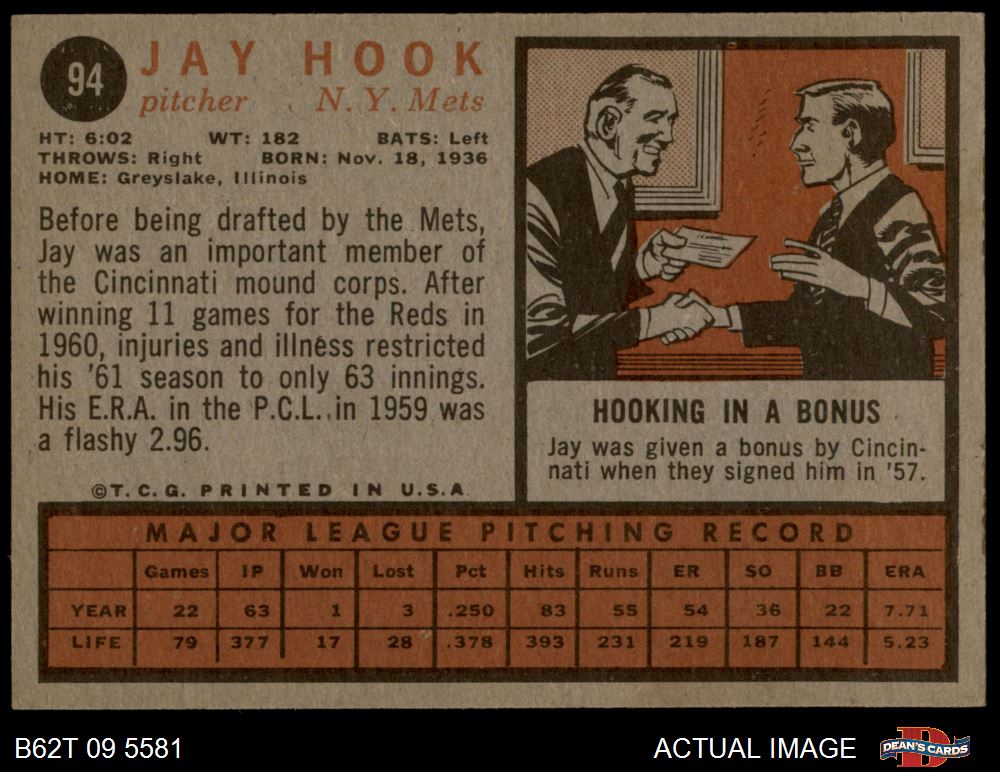 94
JAY HOOK
pitcher N. Y. Mets
HT: 6:02 WT: 182 BATS: Left
THROWS: Right BORN: Nov. 18, 1936
HOME: Greyslake, Illinois
Before being drafted by the Mets,
Jay was an important member of
the Cincinnati mound corps. After
winning 11 games for the Reds in
1960, injuries and illness restricted
his '61 season to only 63 innings.
His E.R.A. in the P.C.L. in 1959 was
a flashy 2.96.
©T. C. G. PRINTED IN U.S.A
HOOKING IN A BONUS
Jay was given a bonus by Cincin-
nati when they signed him in '57.
MAJOR LEAGUE PITCHING RECORD
Games IP Won Lost Pct Hits Runs ER SO BB ERA
YEAR 22 63 1 3 .250 83 55 54 36 22 7.71
LIFE 79 377 17 28 .378 393 231 219 187 144 5.23
B62T 09 5581 ACTUAL IMAGE DEAN'S CARDS